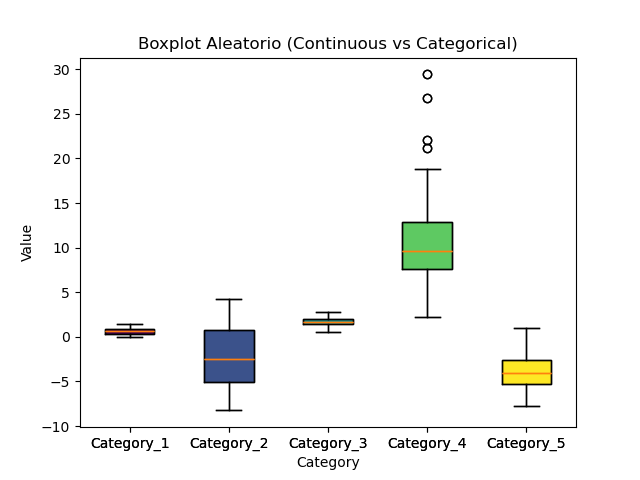 Boxplot Aleatorio (Continuous vs Categorical)
30
25
20
15
10
5
0
−5
−10
Value
Category_1 Category_2 Category_3 Category_4 Category_5
Category